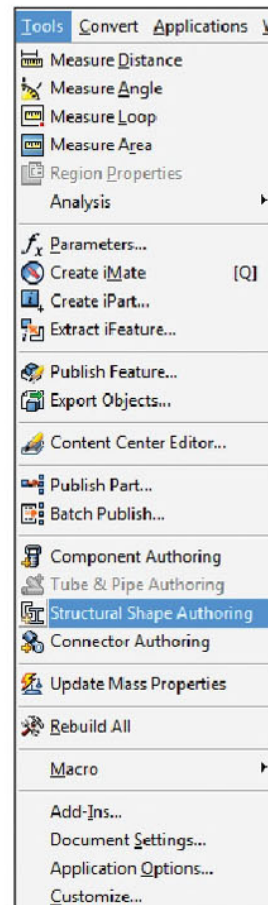 Tools Convert Applications
Measure Distance
Measure Angle
Measure Loop
Measure Area
Region Properties
Analysis
fx Parameters...
Create iMate [Q]
Create iPart...
Extract iFeature...
Publish Feature...
Export Objects...
Content Center Editor...
Publish Part...
Batch Publish...
Component Authoring
Tube & Pipe Authoring
Structural Shape Authoring
Connector Authoring
Update Mass Properties
Rebuild All
Macro
Add-Ins...
Document Settings...
Application Options...
Customize...